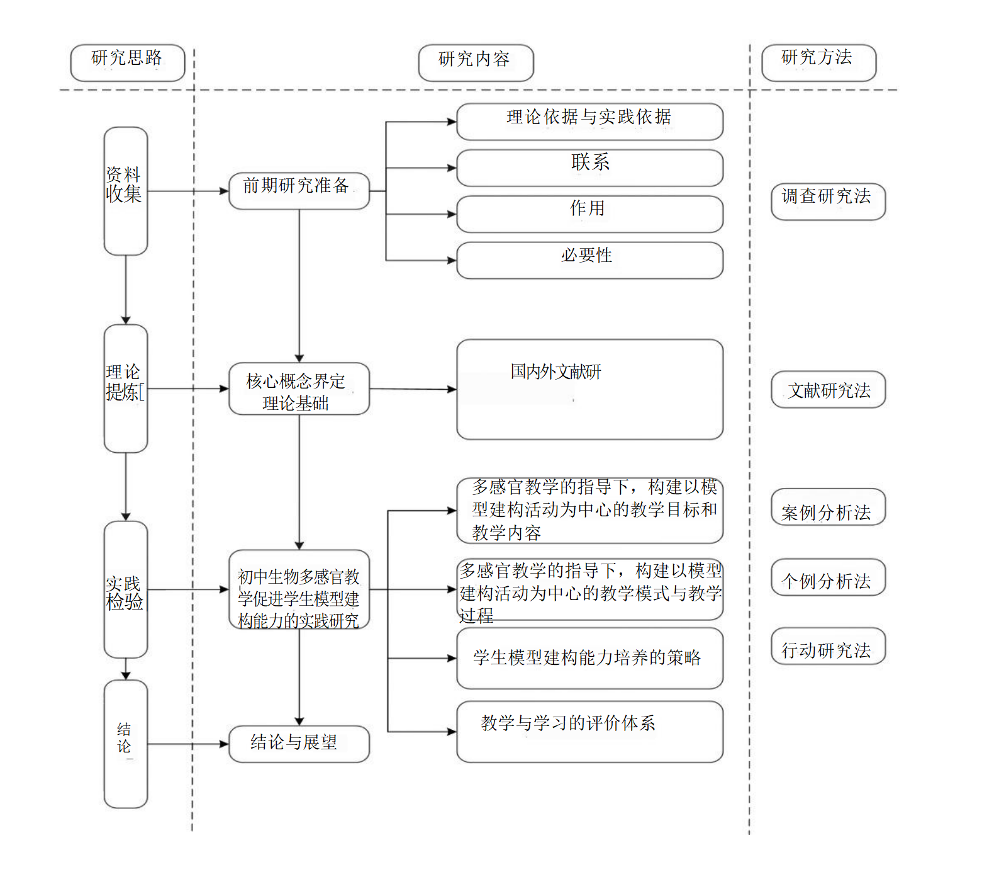 研究思路
研究内容
研究方法
资料
收集
前期研究准备
理论依据与实践依据
联系
作用
必要性
调查研究法
理论
提炼
核心概念界定
理论基础
国内外文献研
文献研究法
实践
检验
初中生物多感官教
学促进学生模型建
构能力的实践研究
多感官教学的指导下，构建以模
型建构活动为中心的教学目标和
教学内容
多感官教学的指导下，构建以模型
建构活动为中心的教学模式与教学
过程
学生模型建构能力培养的策略
教学与学习的评价体系
案例分析法
个例分析法
行动研究法
结
论
结论与展望